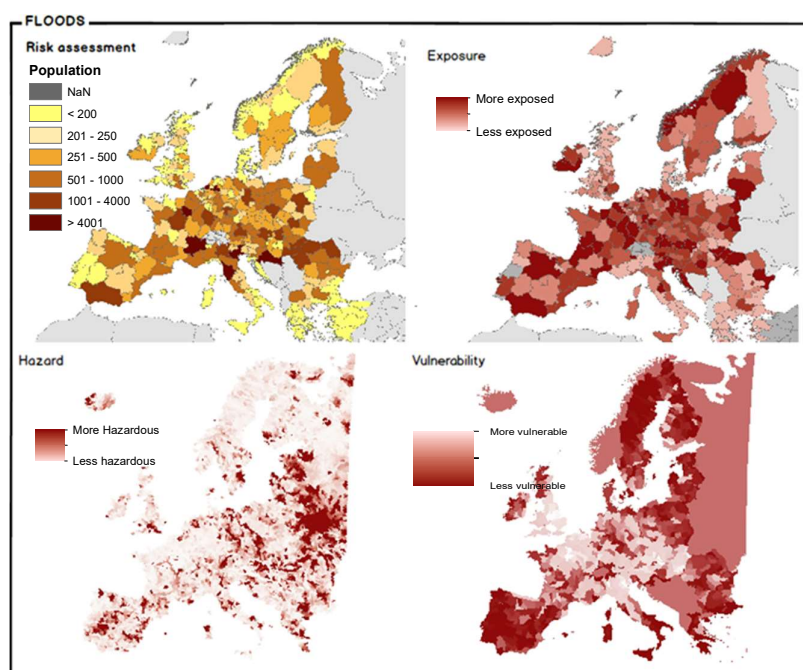 FLOODS
Risk assessment
Population
NaN
< 200
201 - 250
251 - 500
501 - 1000
1001 - 4000
> 4001
Exposure
More exposed
Less exposed
Hazard
More Hazardous
Less hazardous
Vulnerability
More vulnerable
Less vulnerable